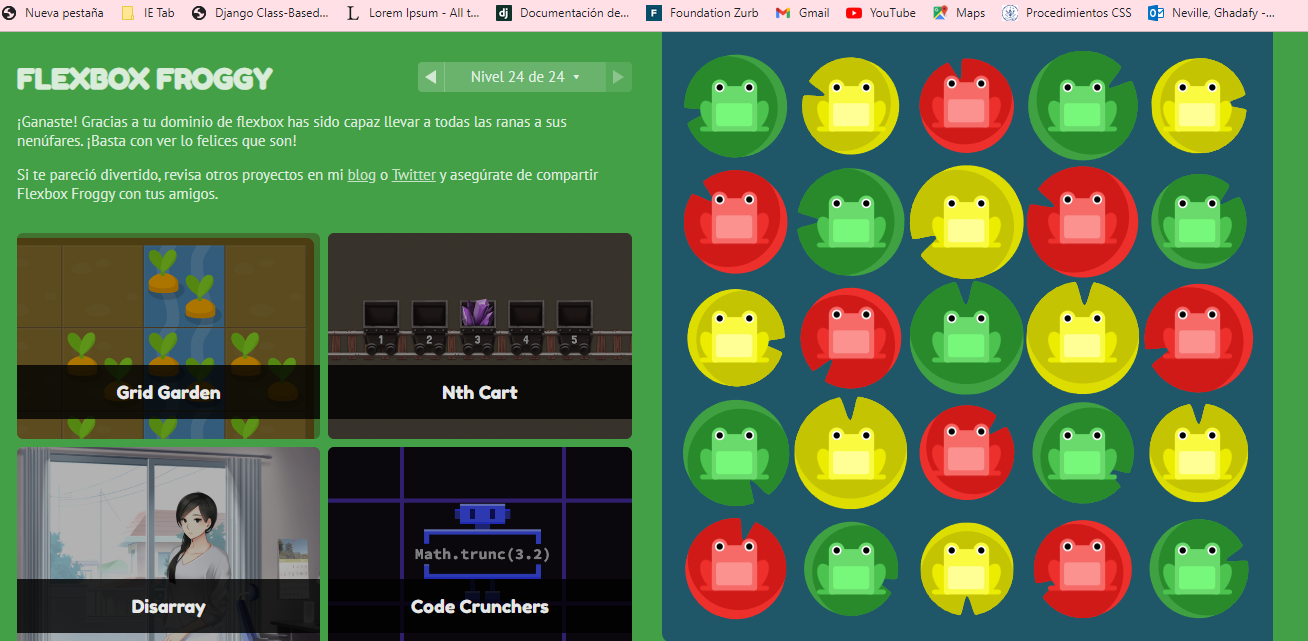 Nueva pestaña
IE Tab
Django Class-Based...
Lorem Ipsum - All t...
Documentación de...
Foundation Zurb
Gmail
YouTube
Maps
Procedimientos CSS
Neville, Ghadafy -...
FLEXBOX FROGGY
Nivel 24 de 24
¡Ganaste! Gracias a tu dominio de flexbox has sido capaz llevar a todas las ranas a sus
nenúfares. ¡Basta con ver lo felices que son!
Si te pareció divertido, revisa otros proyectos en mi blog o Twitter y asegúrate de compartir
Flexbox Froggy con tus amigos.
1 2 3 4 5
Grid Garden
Nth Cart
Math.trunc(3.2)
Disarray
Code Crunchers